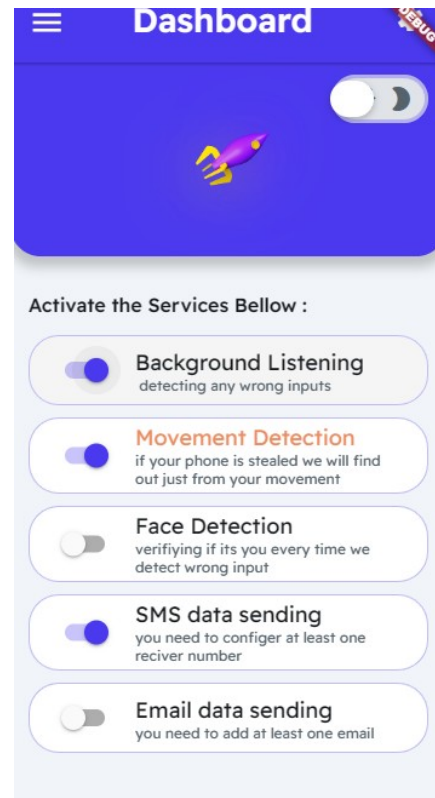 Dashboard
DEBUG
Activate the Services Bellow :
Background Listening
detecting any wrong inputs
Movement Detection
if your phone is stealed we will find
out just from your movement
Face Detection
verifiying if its you every time we
detect wrong input
SMS data sending
you need to configer at least one
reciver number
Email data sending
you need to add at least one email